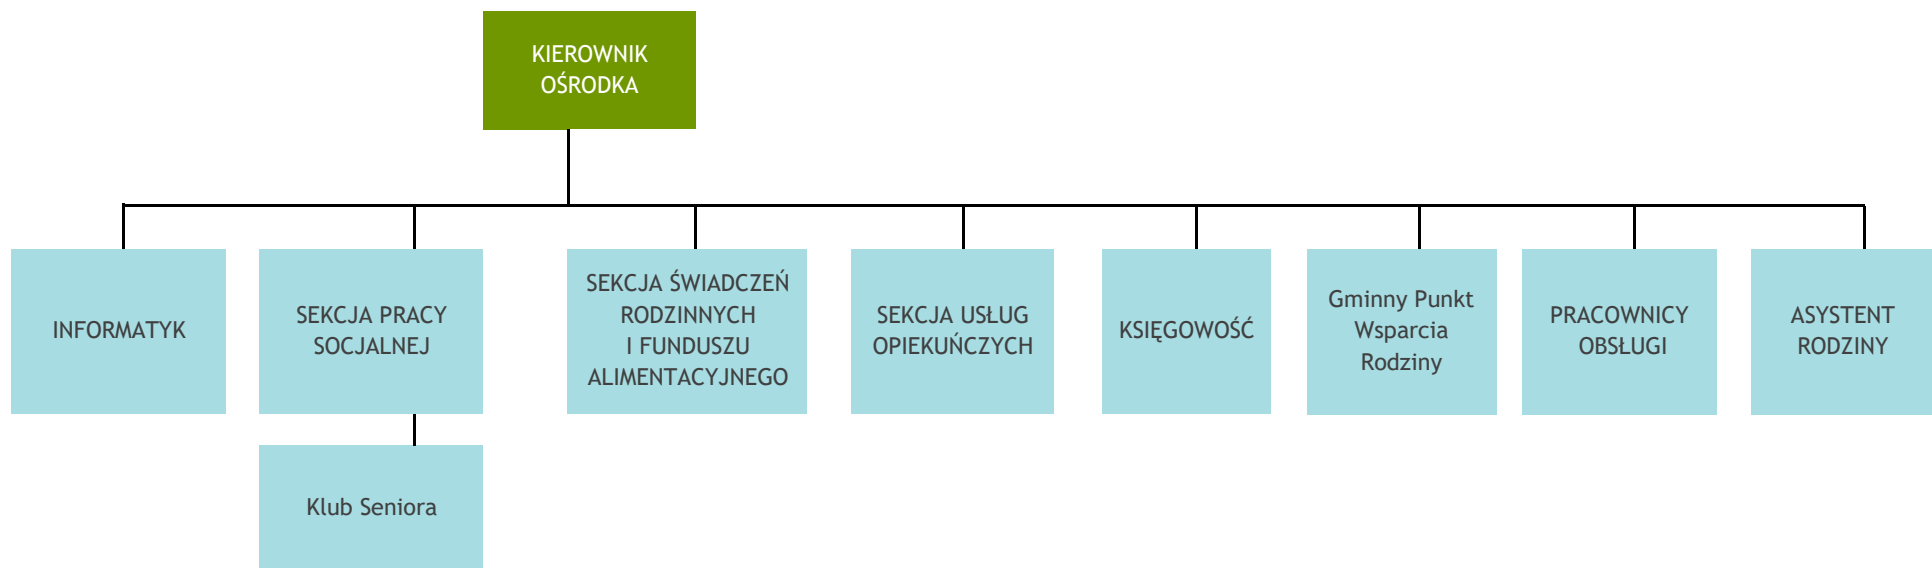 KIEROWNIK
OŚRODKA
INFORMATYK
SEKCJA PRACY
SOCJALNEJ
SEKCJA ŚWIADCZEŃ
RODZINNYCH
I FUNDUSZU
ALIMENTACYJNEGO
SEKCJA USŁUG
OPIEKUŃCZYCH
KSIĘGOWOŚĆ
Gminny Punkt
Wsparcia
Rodziny
PRACOWNICY
OBSŁUGI
ASYSTENT
RODZINY
Klub Seniora